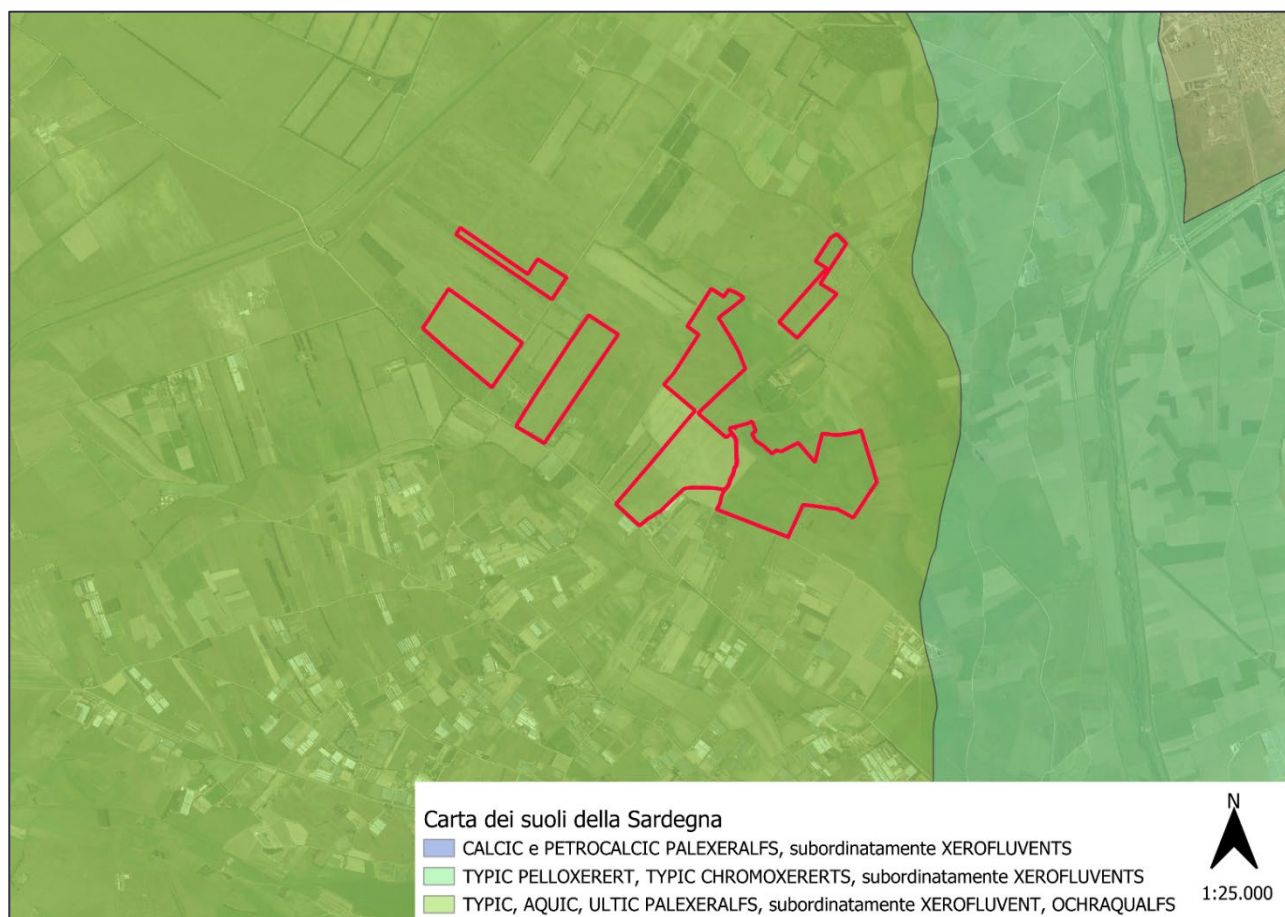 Carta dei suoli della Sardegna
CALCIC e PETROCALCIC PALEXERALFS, subordinatamente XEROFLUVENTS
TYPIC PELLOXERERT, TYPIC CHROMOXERERTS, subordinatamente XEROFLUVENTS
TYPIC, AQUIC, ULTIC PALEXERALFS, subordinatamente XEROFLUVENT, OCHRAQUALFS
N
1:25.000